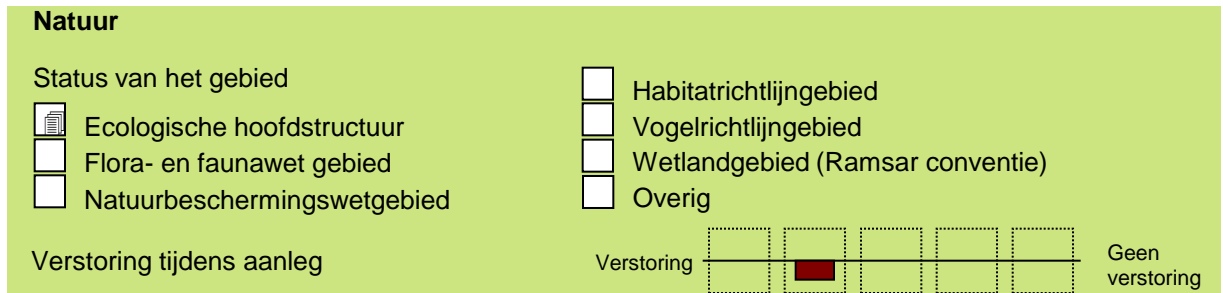 Natuur
Status van het gebied
Ecologische hoofdstructuur
Flora- en faunawet gebied
Natuurbeschermingswetgebied
Habitatrichtlijngebied
Vogelrichtlijngebied
Wetlandgebied (Ramsar conventie)
Overig
Verstoring tijdens aanleg
Verstoring
Geen
verstoring